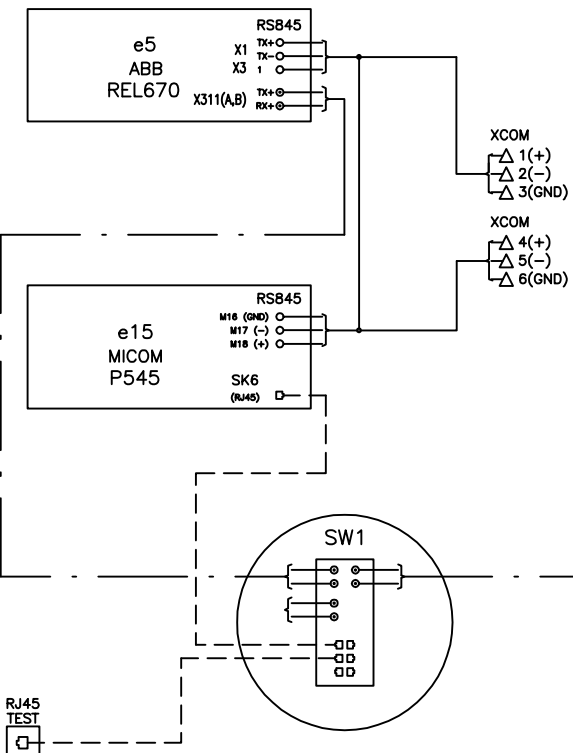 RS845
e5
ABB
REL670
X1
TX+
TX-
X3
1
X311(A,B)
TX+
RX+
XCOM
1(+)
2(-)
3(GND)
XCOM
4(+)
5(-)
6(GND)
RS845
e15
MICOM
P545
M16 (GND)
M17 (-)
M18 (+)
SK6
(RJ45)
SW1
RJ45
TEST